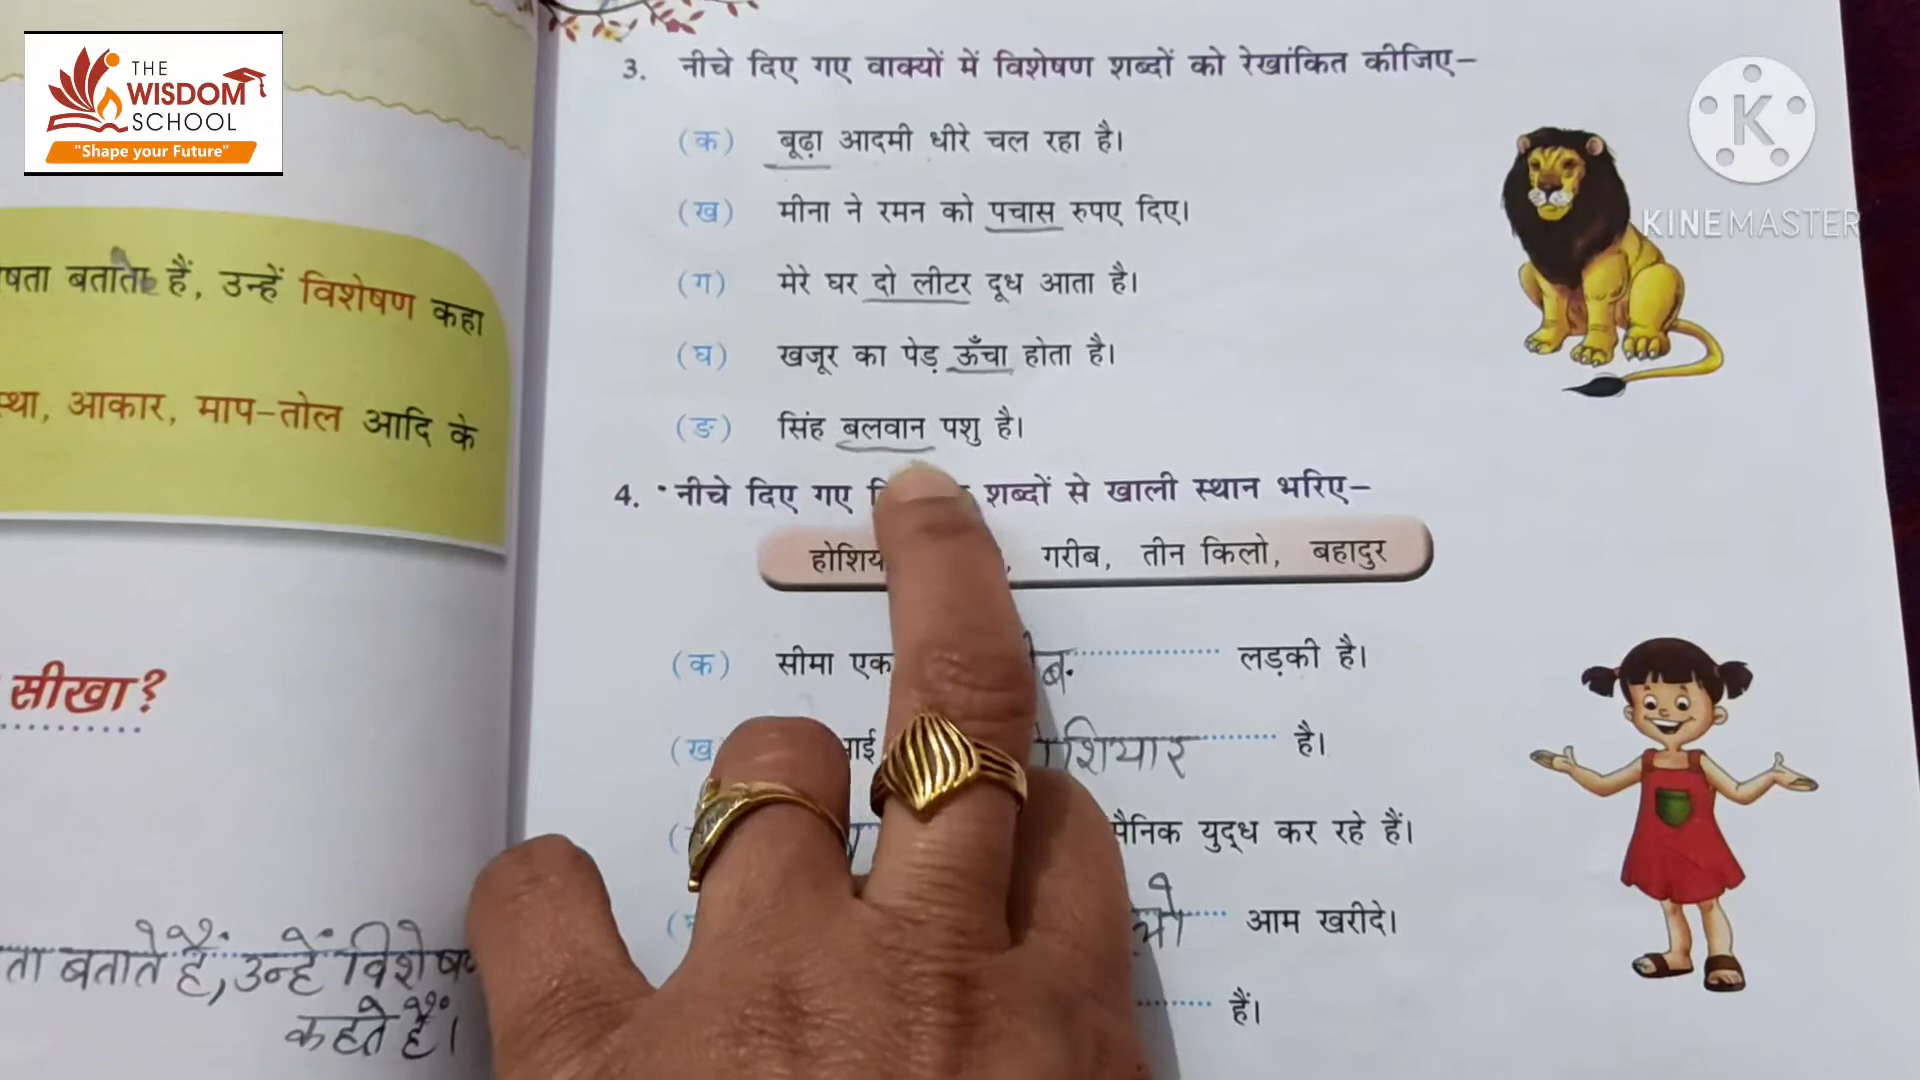 THE
WISDOM
SCHOOL
"Shape your Future"
KINEMASTER
बताते हैं, उन्हें विशेषण कहा
आकार, माप-तोल आदि के
सीखा?
बताते हैं, उन्हें
कहते हैं।
3. नीचे दिए गए वाक्यों में विशेषण शब्दों को रेखांकित कीजिए-
(क) बूढ़ा आदमी धीरे चल रहा है।
(ख) मीना ने रमन को पचास रुपए दिए।
(ग) मेरे घर दो लीटर दूध आता है।
(घ) खजूर का पेड़ ऊँचा होता है।
(ङ) सिंह बलवान पशु है।
4. नीचे दिए गए शब्दों से खाली स्थान भरिए-
गरीब, तीन किलो, बहादुर
(क) सीमा एक लड़की है।
(ख) है।
सैनिक युद्ध कर रहे हैं।
आम खरीदे।
हैं।